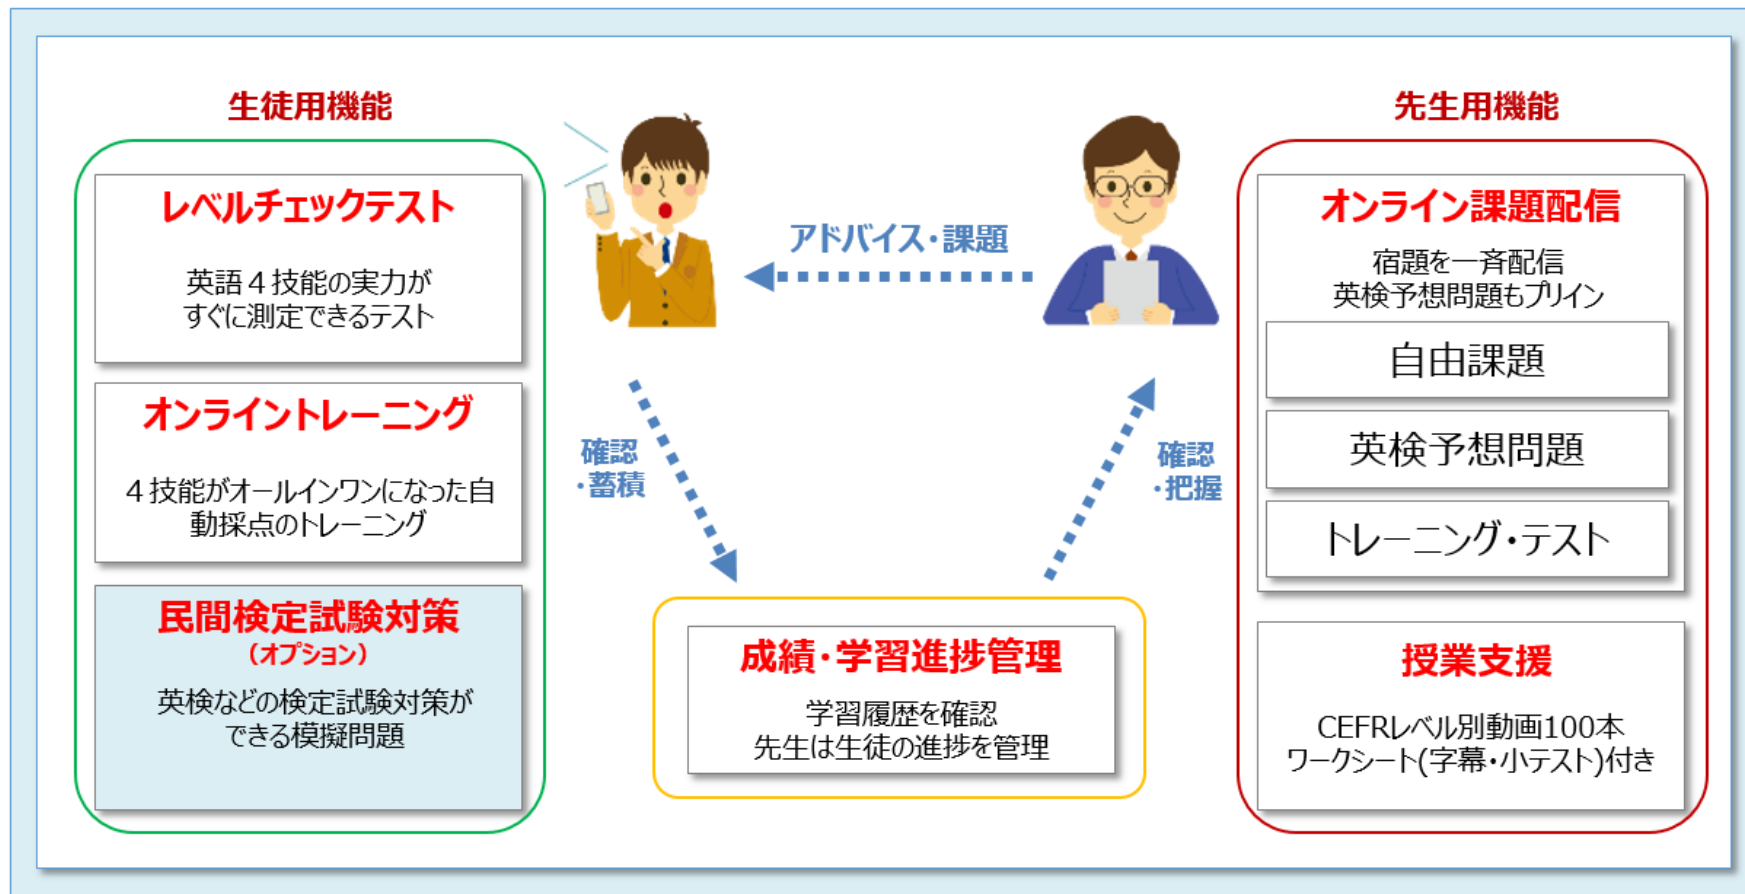 生徒用機能
レベルチェックテスト
英語４技能の実力が
すぐに測定できるテスト
オンライントレーニング
４技能がオールインワンになった自
動採点のトレーニング
民間検定試験対策
（オプション）
英検などの検定試験対策が
できる模擬問題
アドバイス・課題
確認
・蓄積
確認
・把握
成績・学習進捗管理
学習履歴を確認
先生は生徒の進捗を管理
先生用機能
オンライン課題配信
宿題を一斉配信
英検予想問題もプリイン
自由課題
英検予想問題
トレーニング・テスト
授業支援
CEFRレベル別動画100本
ワークシート(字幕・小テスト)付き